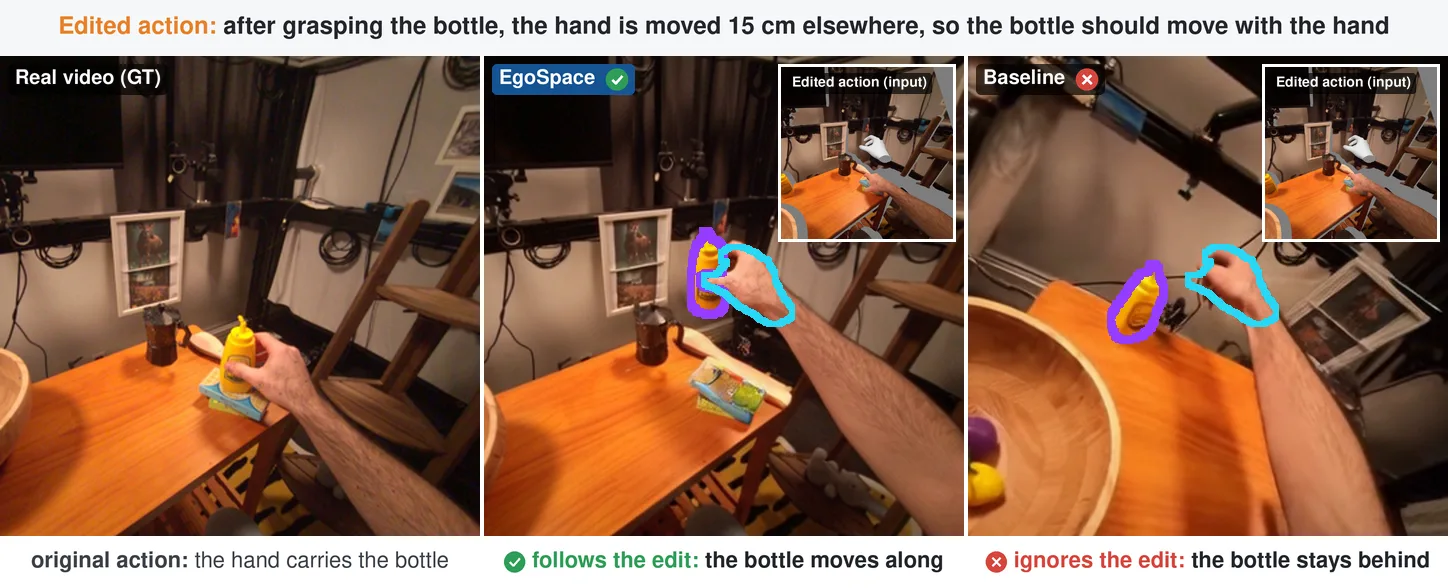 Edited action: after grasping the bottle, the hand is moved 15 cm elsewhere, so the bottle should move with the hand
Real video (GT)
EgoSpace
Edited action (input)
Baseline
Edited action (input)
original action: the hand carries the bottle
follows the edit: the bottle moves along
ignores the edit: the bottle stays behind